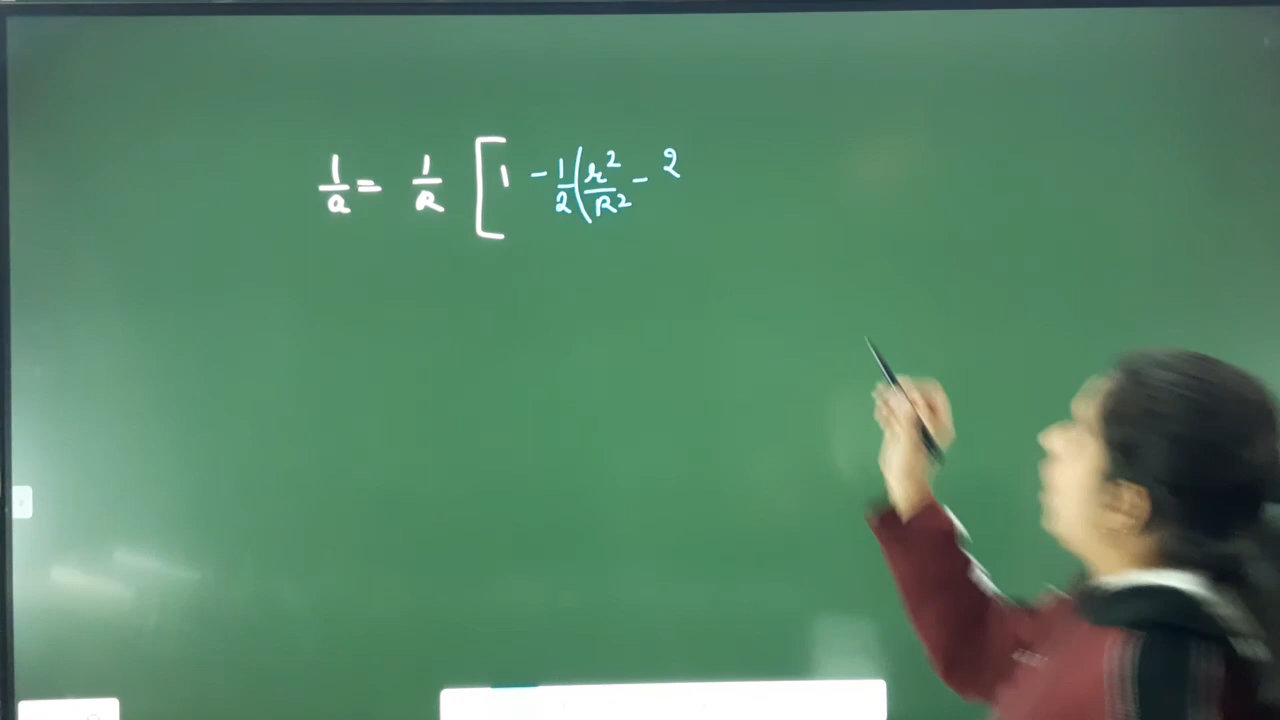 1/a = 1/R [ 1 - 1/2 ( r²/R² - 2